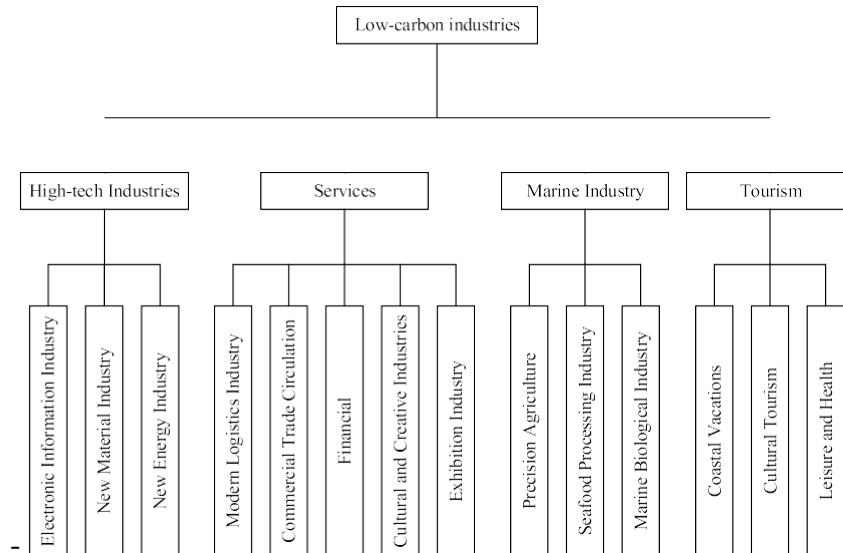 Low-carbon industries
High-tech Industries
Services
Marine Industry
Tourism
Electronic Information Industry
New Material Industry
New Energy Industry
Modern Logistics Industry
Commercial Trade Circulation
Financial
Cultural and Creative Industries
Exhibition Industry
Precision Agriculture
Seafood Processing Industry
Marine Biological Industry
Coastal Vacations
Cultural Tourism
Leisure and Health
-